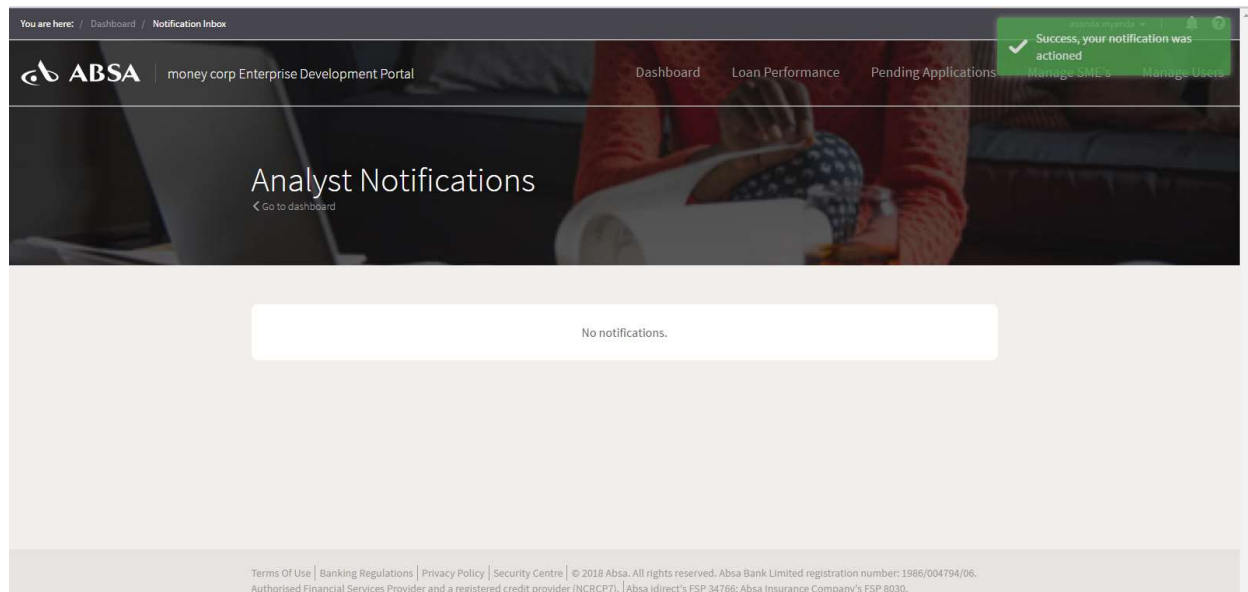 You are here: / Dashboard / Notification Inbox
asanda myanda
Success, your notification was
actioned
ABSA
money corp Enterprise Development Portal
Dashboard Loan Performance Pending Applications Manage SME's Manage Users
Analyst Notifications
Go to dashboard
No notifications.
Terms Of Use | Banking Regulations | Privacy Policy | Security Centre | © 2018 Absa. All rights reserved. Absa Bank Limited registration number: 1986/004794/06.
Authorised Financial Services Provider and a registered credit provider (NCRCP7). | Absa idirect's FSP 34766; Absa Insurance Company's FSP 8030.